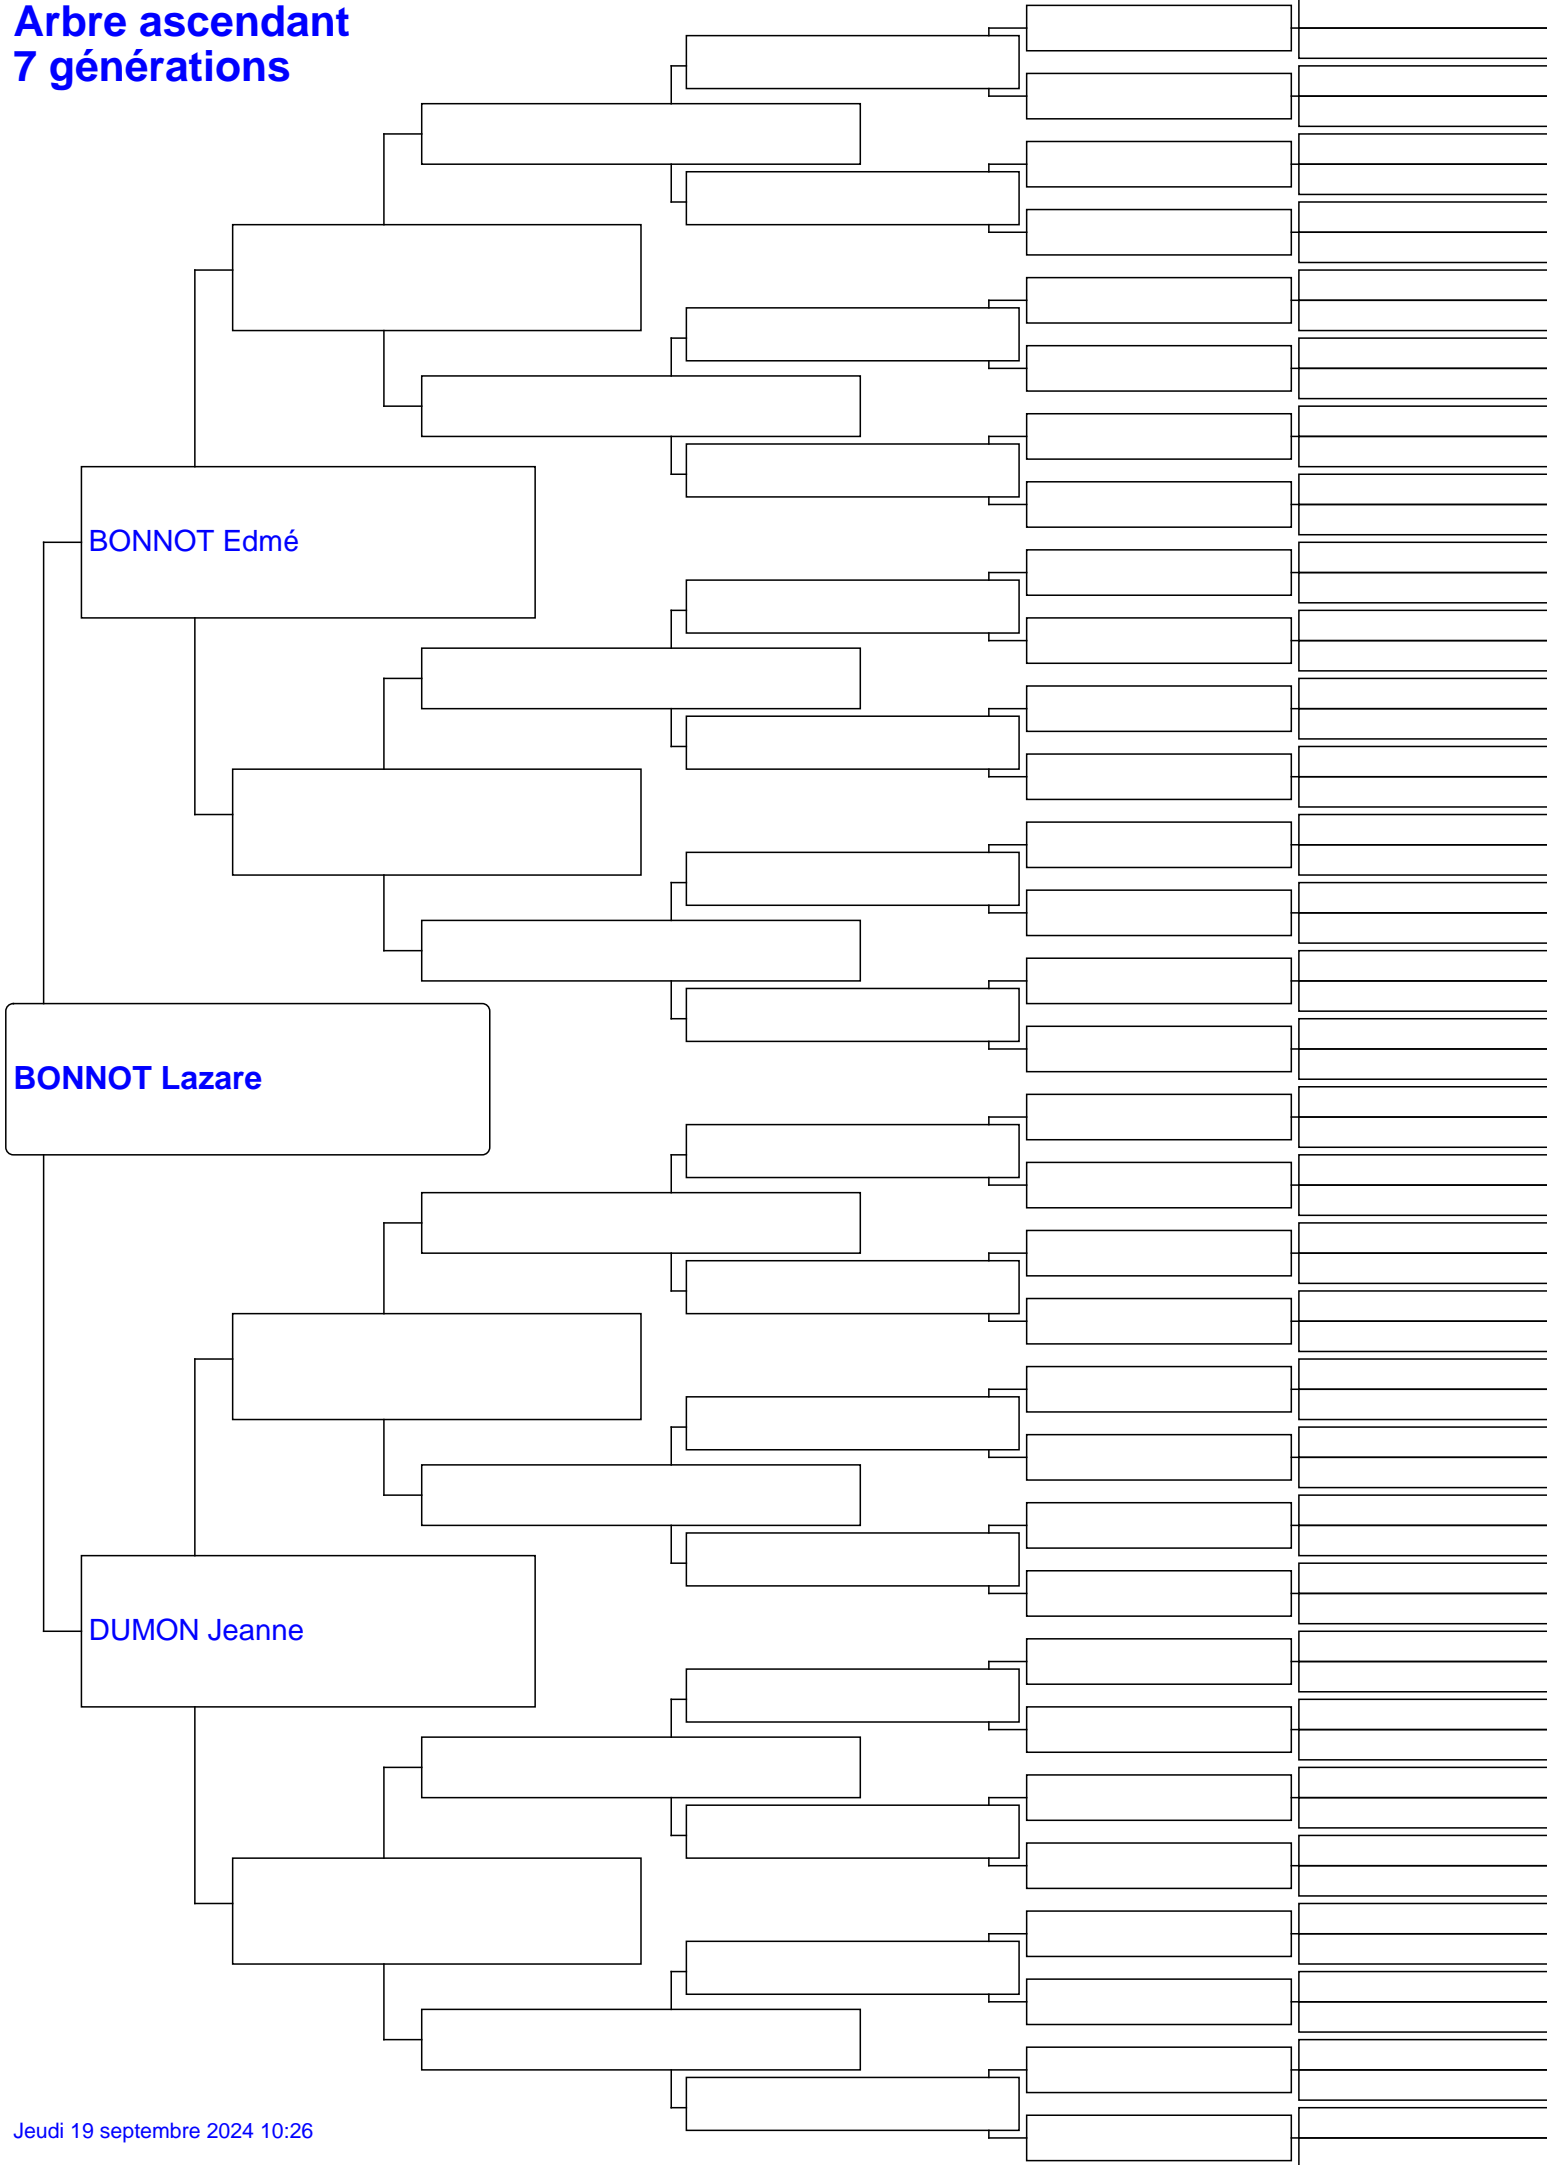 Arbre ascendant
7 générations
BONNOT Edmé
BONNOT Lazare
DUMON Jeanne
Jeudi 19 septembre 2024 10:26